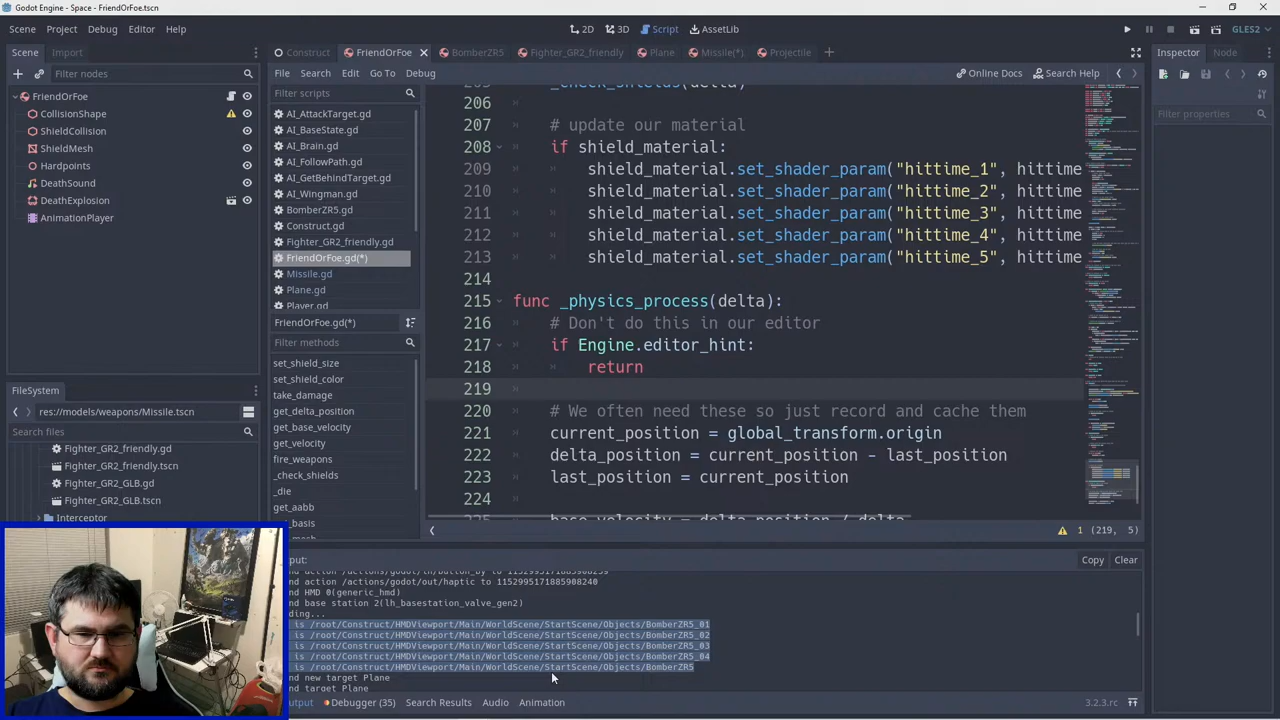 Godot Engine - Space - FriendOrFoe.tscn
Scene Project Debug Editor Help
2D 3D Script AssetLib
GLES2
Scene Import
Filter nodes
FriendOrFoe
CollisionShape
ShieldCollision
ShieldMesh
Hardpoints
DeathSound
DeathExplosion
AnimationPlayer
FileSystem
res://models/weapons/Missile.tscn
Search files
Fighter_GR2_friendly.gd
Fighter_GR2_friendly.tscn
Fighter_GR2_GLB.gd
Fighter_GR2_GLB.tscn
Interceptor
Construct FriendOrFoe BomberZR5 Fighter_GR2_friendly Plane Missile(*) Projectile
File Search Edit Go To Debug
Online Docs Search Help
Filter scripts
AI_AttackTarget.gd
AI_BaseState.gd
AI_Brain.gd
AI_FollowPath.gd
AI_GetBehindTarget.gd
AI_Wingman.gd
BomberZR5.gd
Construct.gd
Fighter_GR2_friendly.gd
FriendOrFoe.gd(*)
Missile.gd
Plane.gd
Player.gd
FriendOrFoe.gd(*)
Filter methods
set_shield_size
set_shield_color
take_damage
get_delta_position
get_base_velocity
get_velocity
fire_weapons
_check_shields
_die
get_aabb
_check_shields(delta)
206
207 # update our material
208 if shield_material:
209 shield_material.set_shader_param("hittime_1", hittime
210 shield_material.set_shader_param("hittime_2", hittime
211 shield_material.set_shader_param("hittime_3", hittime
212 shield_material.set_shader_param("hittime_4", hittime
213 shield_material.set_shader_param("hittime_5", hittime
214
215 func _physics_process(delta):
216 # Don't do this in our editor
217 if Engine.editor_hint:
218 return
219
220 # We often need these so just record and cache them
221 current_position = global_transform.origin
222 delta_position = current_position - last_position
223 last_position = current_position
224
base_velocity = delta_position / delta
1 (219, 5)
Inspector Node
Filter properties
put:
Copy Clear
nd action /actions/godot/out/haptic to 1152995171885908240
nd HMD 0(generic_hmd)
nd base station 2(lh_basestation_valve_gen2)
ding...
is /root/Construct/HMDViewport/Main/WorldScene/StartScene/Objects/BomberZR5_01
is /root/Construct/HMDViewport/Main/WorldScene/StartScene/Objects/BomberZR5_02
is /root/Construct/HMDViewport/Main/WorldScene/StartScene/Objects/BomberZR5_03
is /root/Construct/HMDViewport/Main/WorldScene/StartScene/Objects/BomberZR5_04
is /root/Construct/HMDViewport/Main/WorldScene/StartScene/Objects/BomberZR5
nd new target Plane
nd target Plane
utput Debugger (35) Search Results Audio Animation
3.2.3.rc